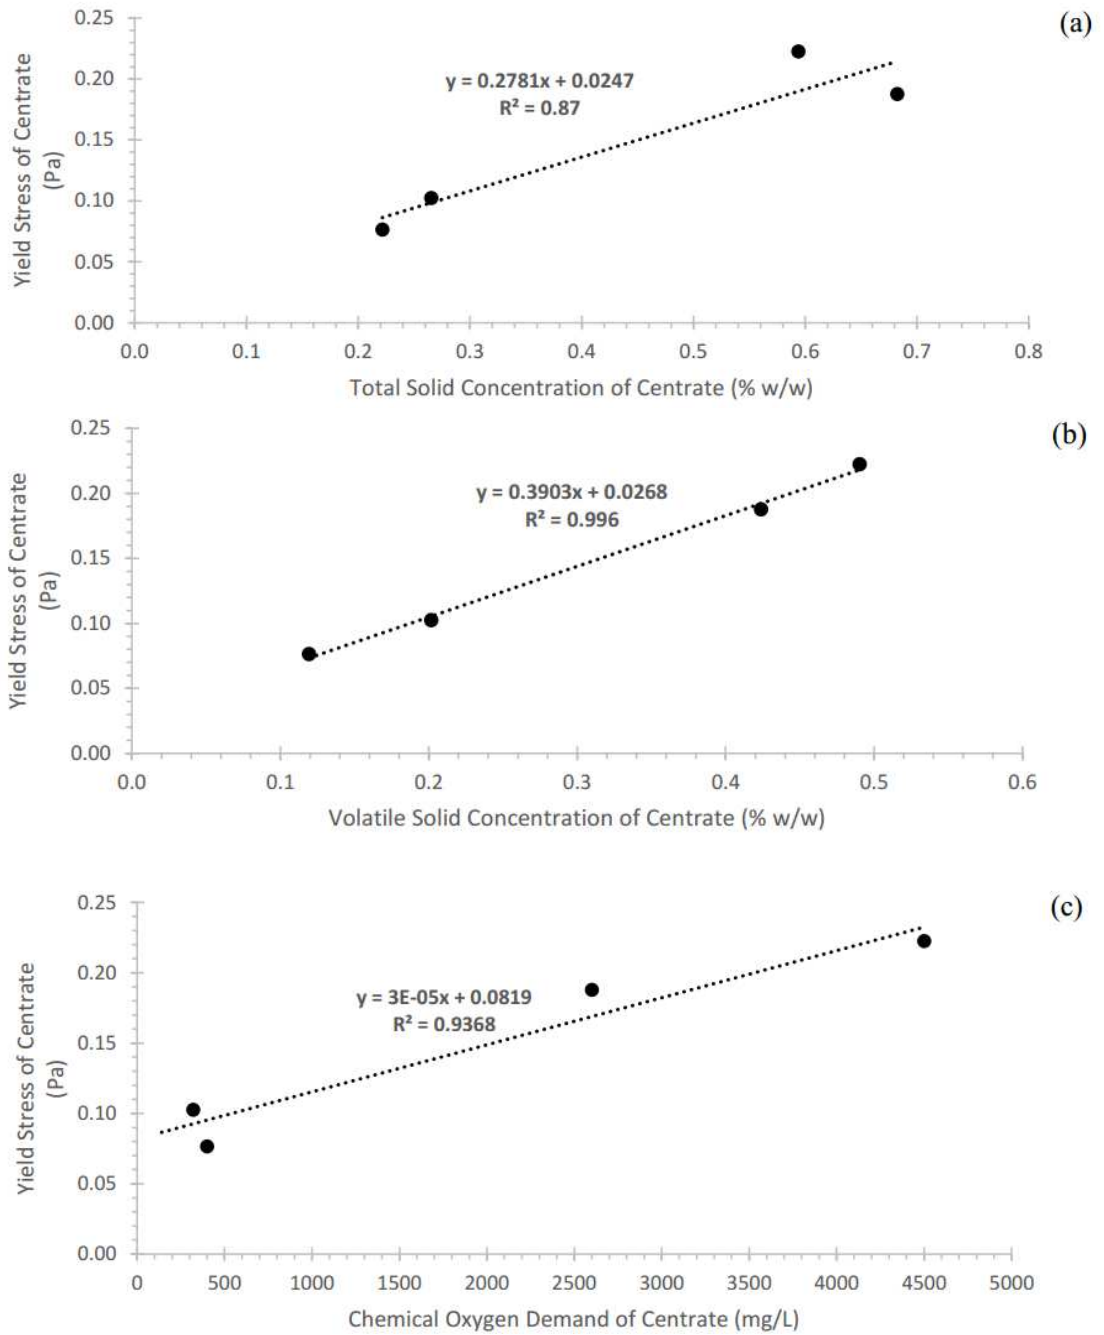 (a)
0.25
0.20
0.15
0.10
0.05
0.00
Yield Stress of Centrate
(Pa)
y = 0.2781x + 0.0247
R² = 0.87
0.0 0.1 0.2 0.3 0.4 0.5 0.6 0.7 0.8
Total Solid Concentration of Centrate (% w/w)
(b)
0.25
0.20
0.15
0.10
0.05
0.00
Yield Stress of Centrate
(Pa)
y = 0.3903x + 0.0268
R² = 0.996
0.0 0.1 0.2 0.3 0.4 0.5 0.6
Volatile Solid Concentration of Centrate (% w/w)
(c)
0.25
0.20
0.15
0.10
0.05
0.00
Yield Stress of Centrate
(Pa)
y = 3E-05x + 0.0819
R² = 0.9368
0 500 1000 1500 2000 2500 3000 3500 4000 4500 5000
Chemical Oxygen Demand of Centrate (mg/L)